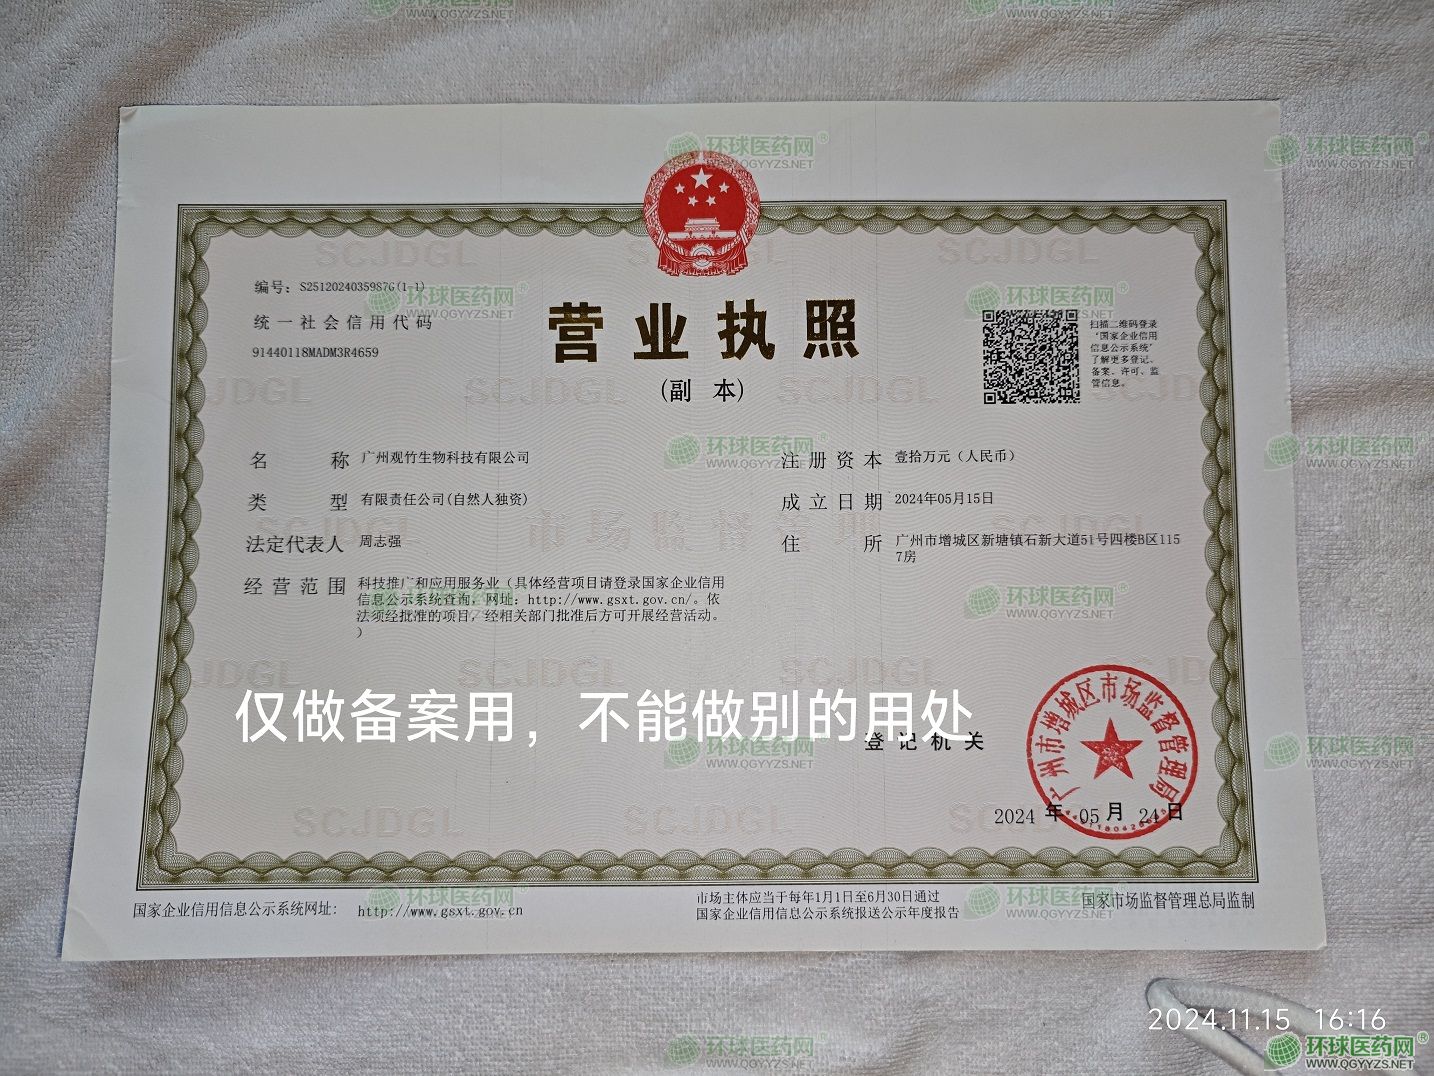 编号：S2512024035987G(1-1)
统一社会信用代码
91440118MADM3R4659
营业执照
(副 本)
扫描二维码登录
'国家企业信用
信息公示系统'
了解更多登记、
备案、许可、监
管信息。
名 称 广州观竹生物科技有限公司
类 型 有限责任公司(自然人独资)
法定代表人 周志强
经营范围 科技推广和应用服务业（具体经营项目请登录国家企业信用
信息公示系统查询，网址：http://www.gsxt.gov.cn/。依
法须经批准的项目，经相关部门批准后方可开展经营活动。
）
注册资本 壹拾万元（人民币）
成立日期 2024年05月15日
住 所 广州市增城区新塘镇石新大道51号四楼B区115
7房
仅做备案用，不能做别的用处
登记机关
广州市增城区市场监督管理局
2024 年 05 月 24 日
国家企业信用信息公示系统网址： http://www.gsxt.gov.cn
市场主体应当于每年1月1日至6月30日通过
国家企业信用信息公示系统报送公示年度报告
国家市场监督管理总局监制
2024.11.15 16:16
环球医药网®
WWW.QGYYZS.NET
SCJDGL
市场监督管理